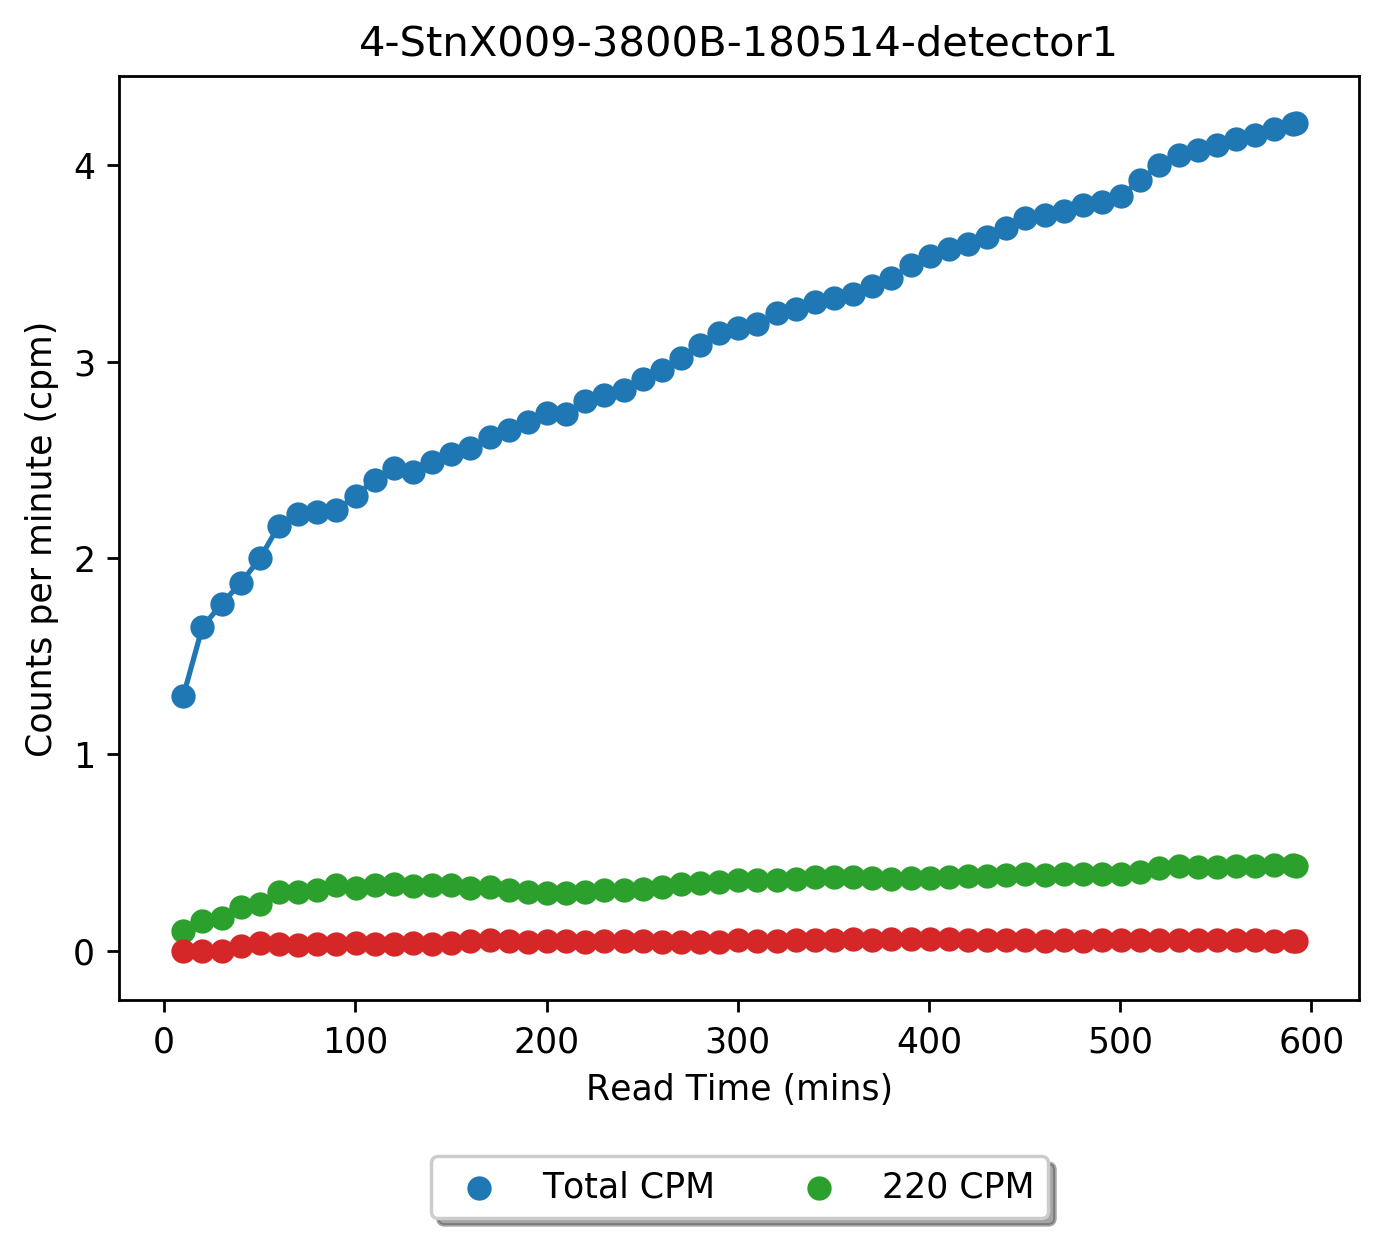 4-StnX009-3800B-180514-detector1
4
3
2
1
0
Counts per minute (cpm)
0 100 200 300 400 500 600
Read Time (mins)
Total CPM 220 CPM